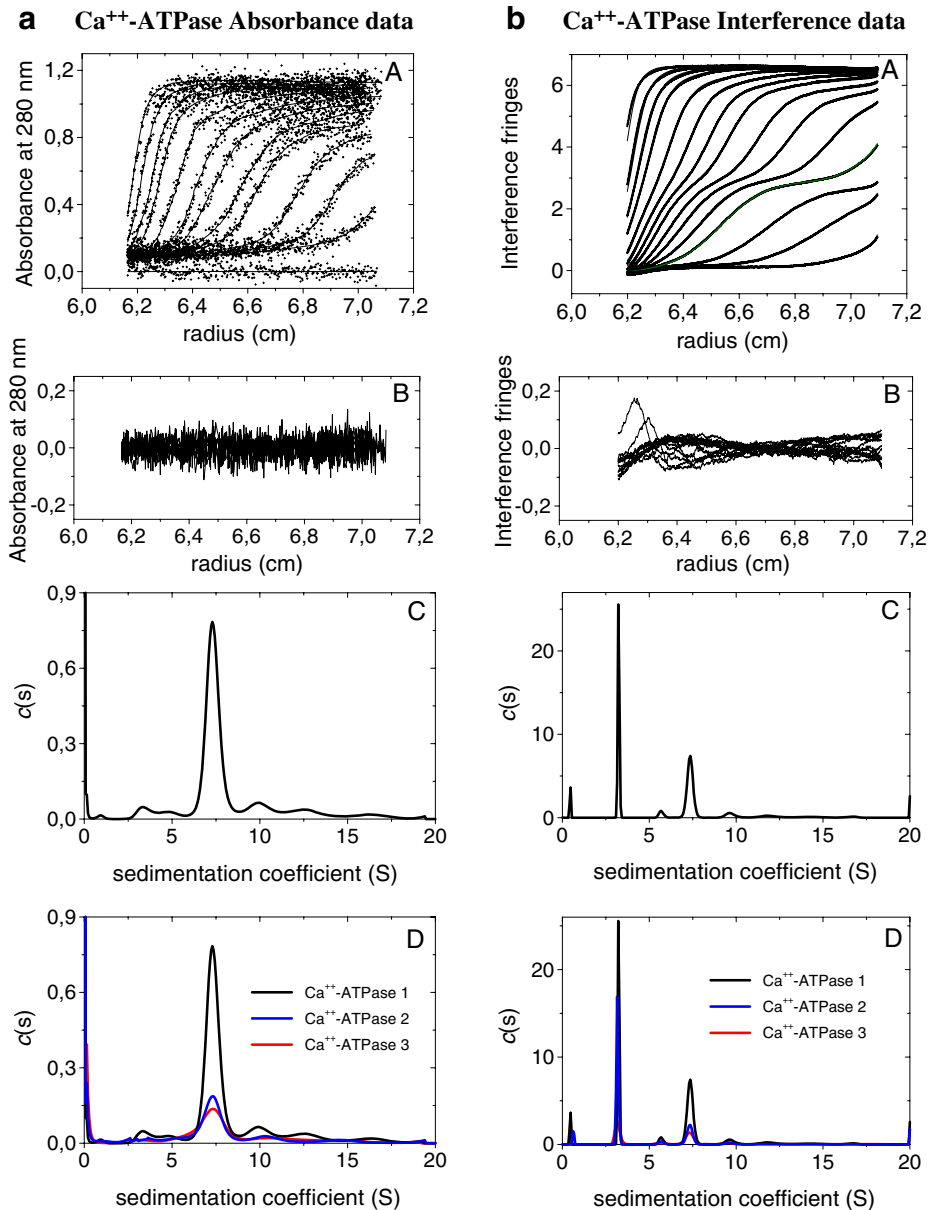 a Ca++-ATPase Absorbance data
A
Absorbance at 280 nm
1,2
0,8
0,4
0,0
6,0 6,2 6,4 6,6 6,8 7,0 7,2
radius (cm)
B
Absorbance at 280 nm
0,2
0,0
-0,2
6,0 6,2 6,4 6,6 6,8 7,0 7,2
radius (cm)
C
c(s)
0,9
0,6
0,3
0,0
0 5 10 15 20
sedimentation coefficient (S)
D
c(s)
0,9
0,6
0,3
0,0
Ca++-ATPase 1
Ca++-ATPase 2
Ca++-ATPase 3
0 5 10 15 20
sedimentation coefficient (S)
b Ca++-ATPase Interference data
A
Interference fringes
6
4
2
0
6,0 6,2 6,4 6,6 6,8 7,0 7,2
radius (cm)
B
Interference fringes
0,2
0,0
-0,2
6,0 6,2 6,4 6,6 6,8 7,0 7,2
radius (cm)
C
c(s)
20
10
0
0 5 10 15 20
sedimentation coefficient (S)
D
c(s)
20
10
0
Ca++-ATPase 1
Ca++-ATPase 2
Ca++-ATPase 3
0 5 10 15 20
sedimentation coefficient (S)